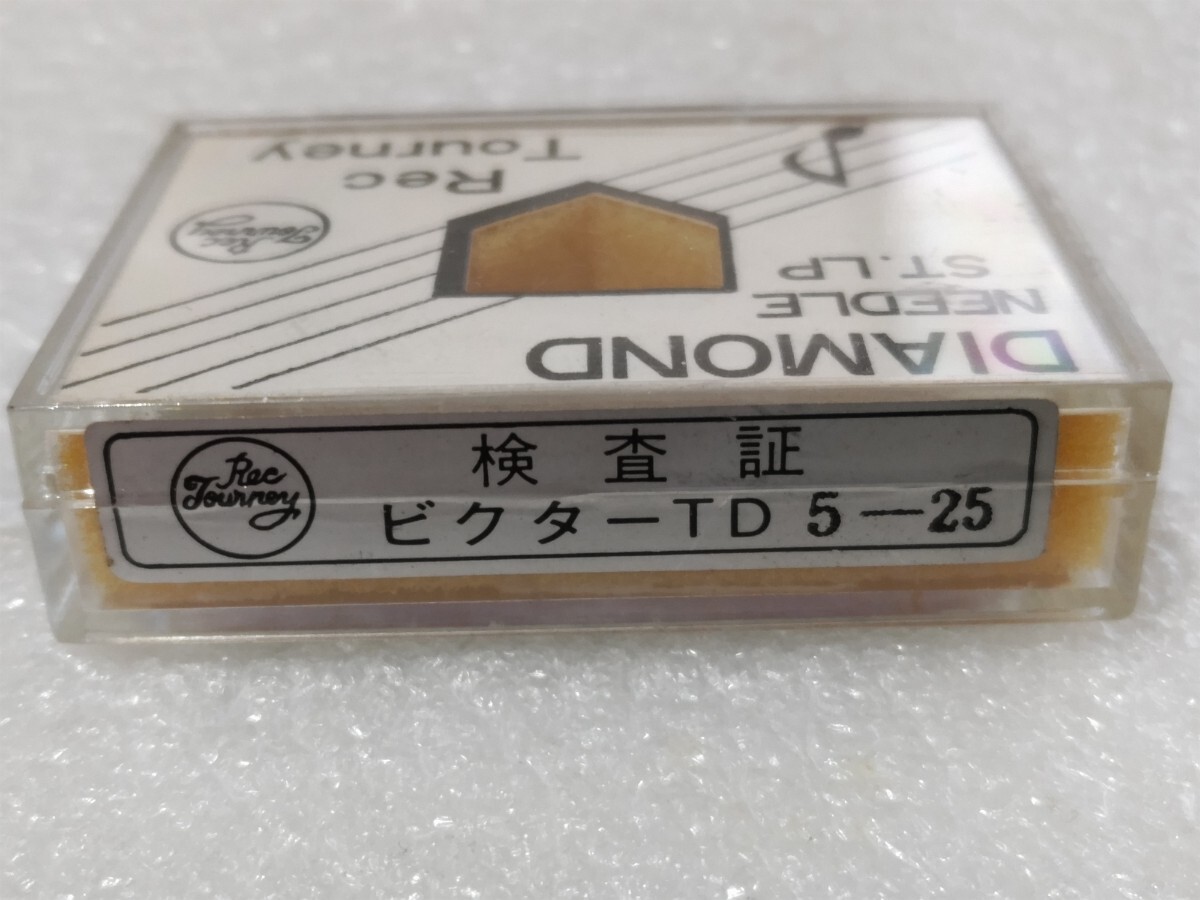 Rec
Tourney
Rec
Tourney
DIAMOND
NEEDLE
ST.LP
Rec
Tourney
検査証
ビクターTD 5—25